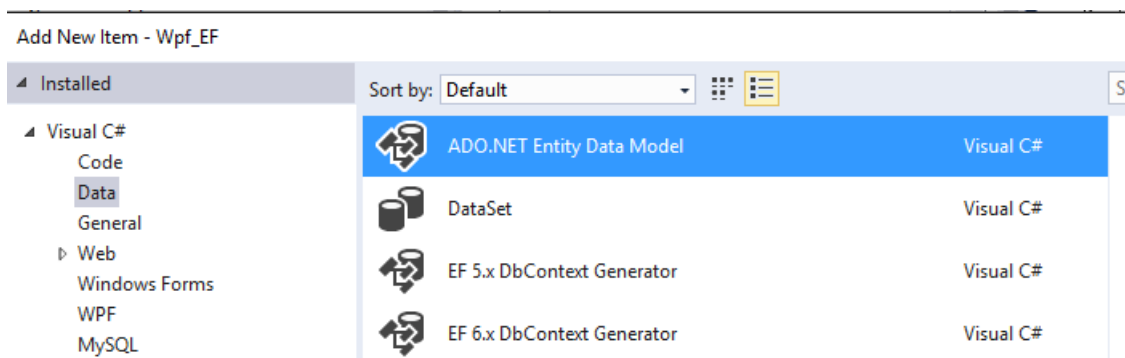 Add New Item - Wpf_EF
Installed
Sort by: Default
S
Visual C#
Code
Data
General
Web
Windows Forms
WPF
MySQL
ADO.NET Entity Data Model Visual C#
DataSet Visual C#
EF 5.x DbContext Generator Visual C#
EF 6.x DbContext Generator Visual C#